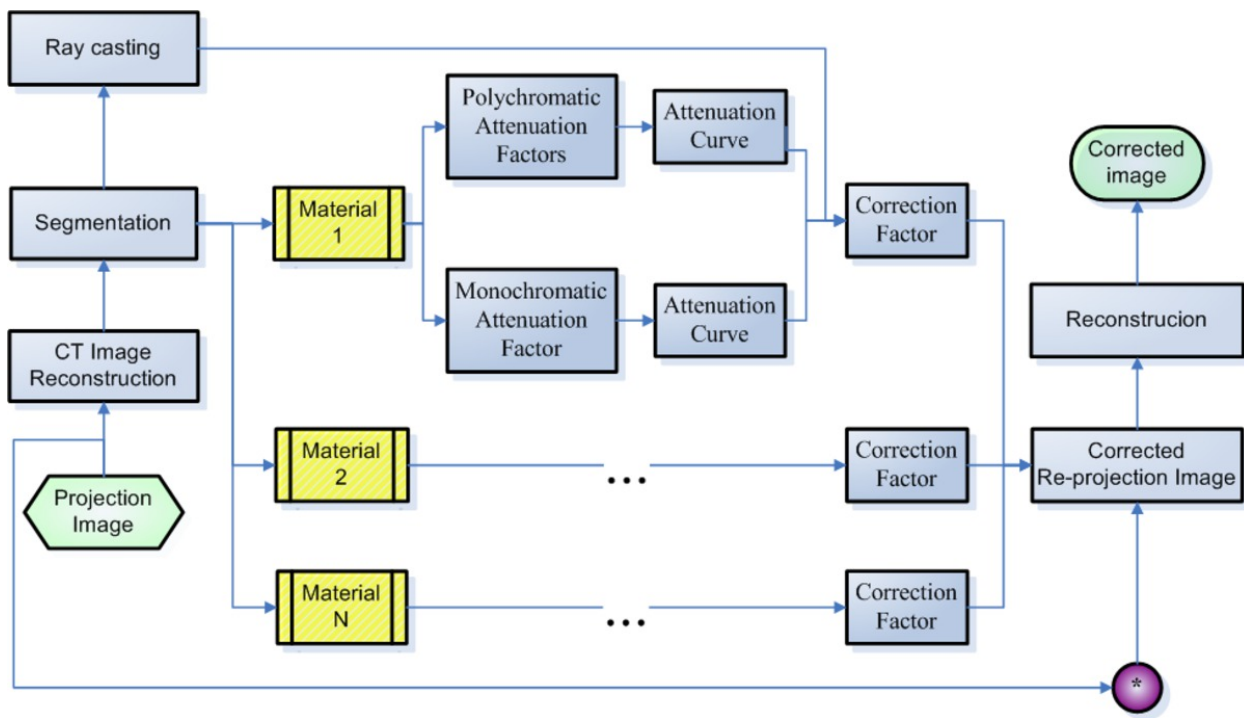 Ray casting
Segmentation
CT Image
Reconstruction
Projection
Image
Material
1
Polychromatic
Attenuation
Factors
Attenuation
Curve
Monochromatic
Attenuation
Factor
Attenuation
Curve
Correction
Factor
Material
2
...
Correction
Factor
Material
N
...
Correction
Factor
Corrected
image
Reconstrucion
Corrected
Re-projection Image
*